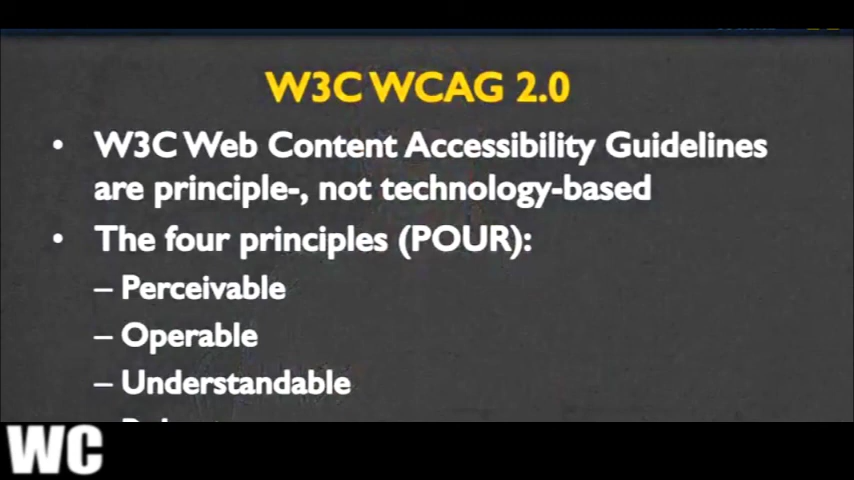 W3C WCAG 2.0
• W3C Web Content Accessibility Guidelines
are principle-, not technology-based
• The four principles (POUR):
– Perceivable
– Operable
– Understandable
WC